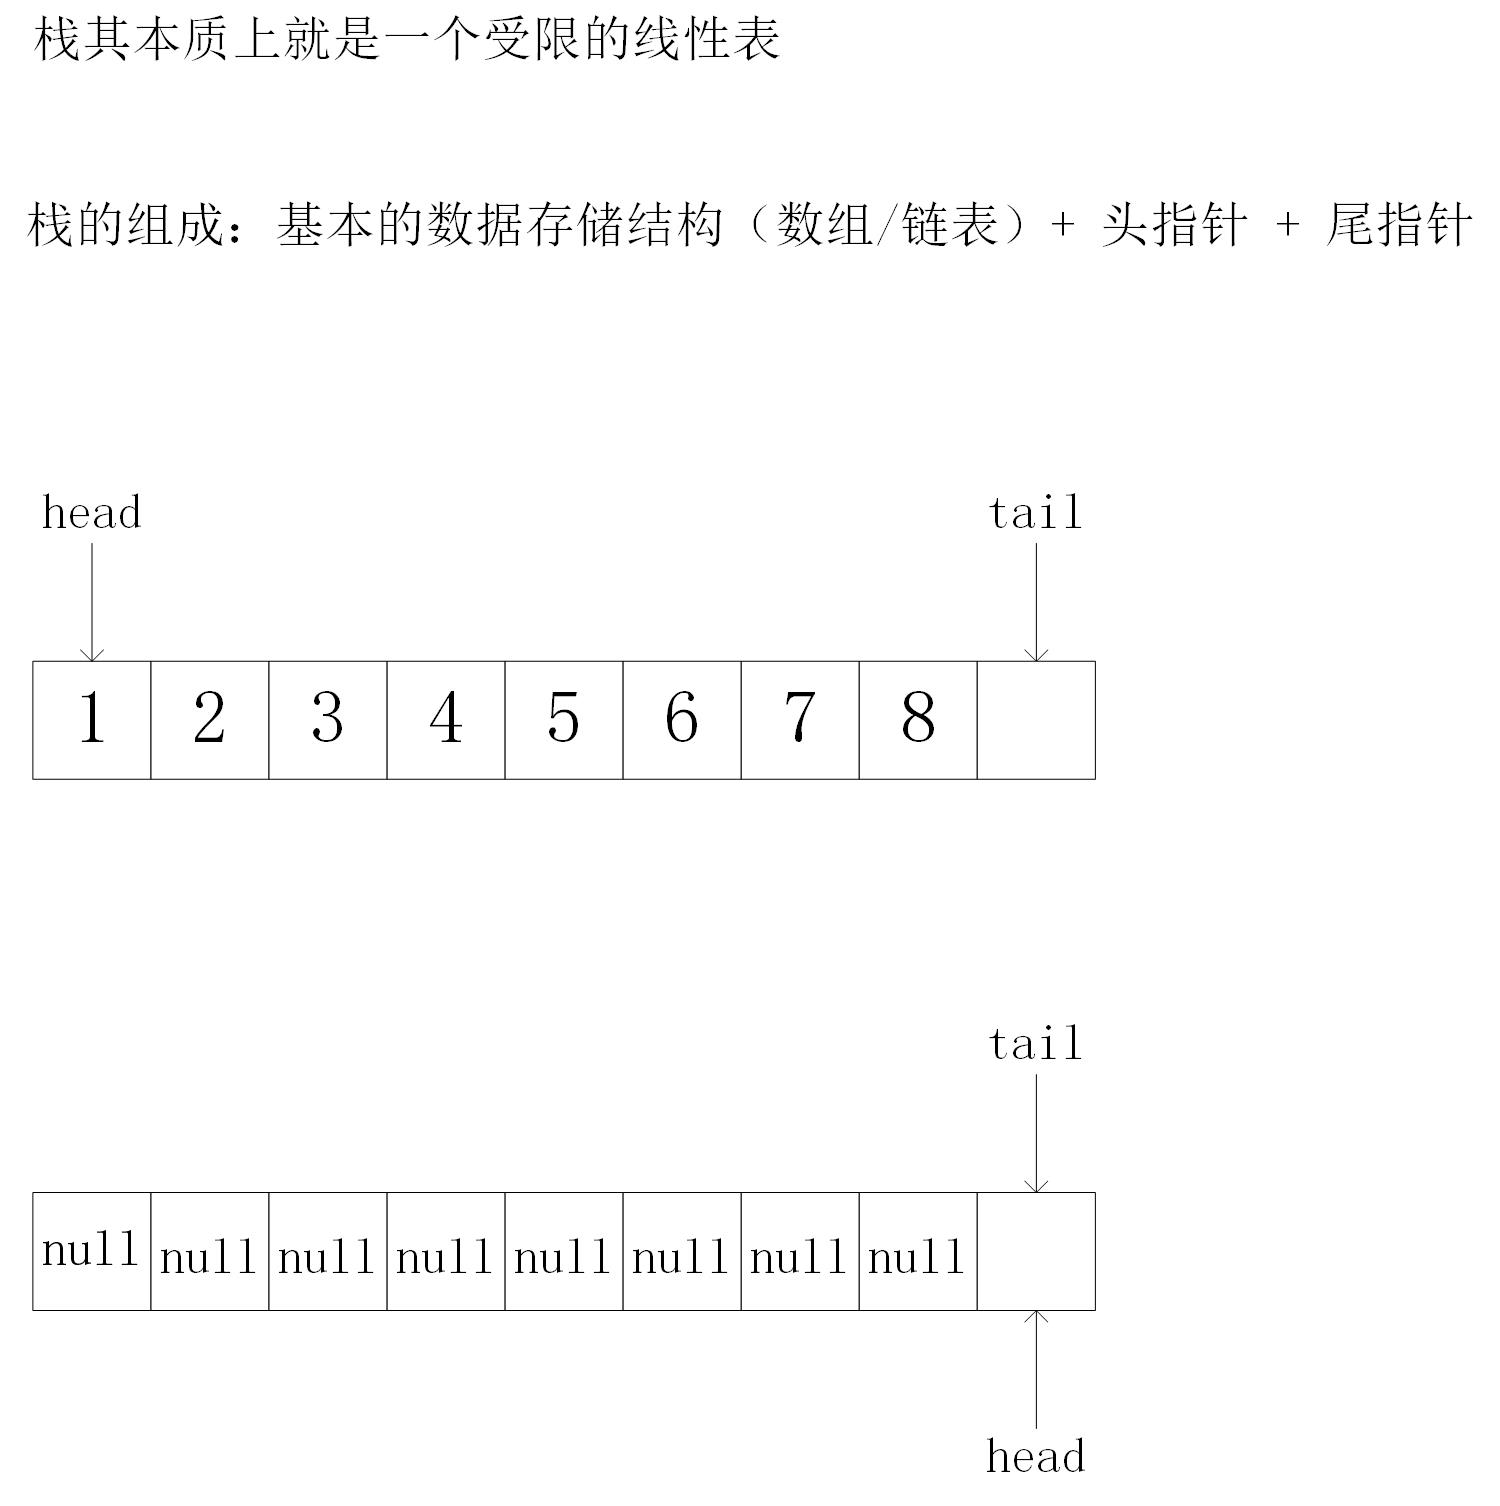 栈其本质上就是一个受限的线性表
栈的组成：基本的数据存储结构（数组/链表）+ 头指针 + 尾指针
head tail
1 2 3 4 5 6 7 8
tail
null null null null null null null null
head